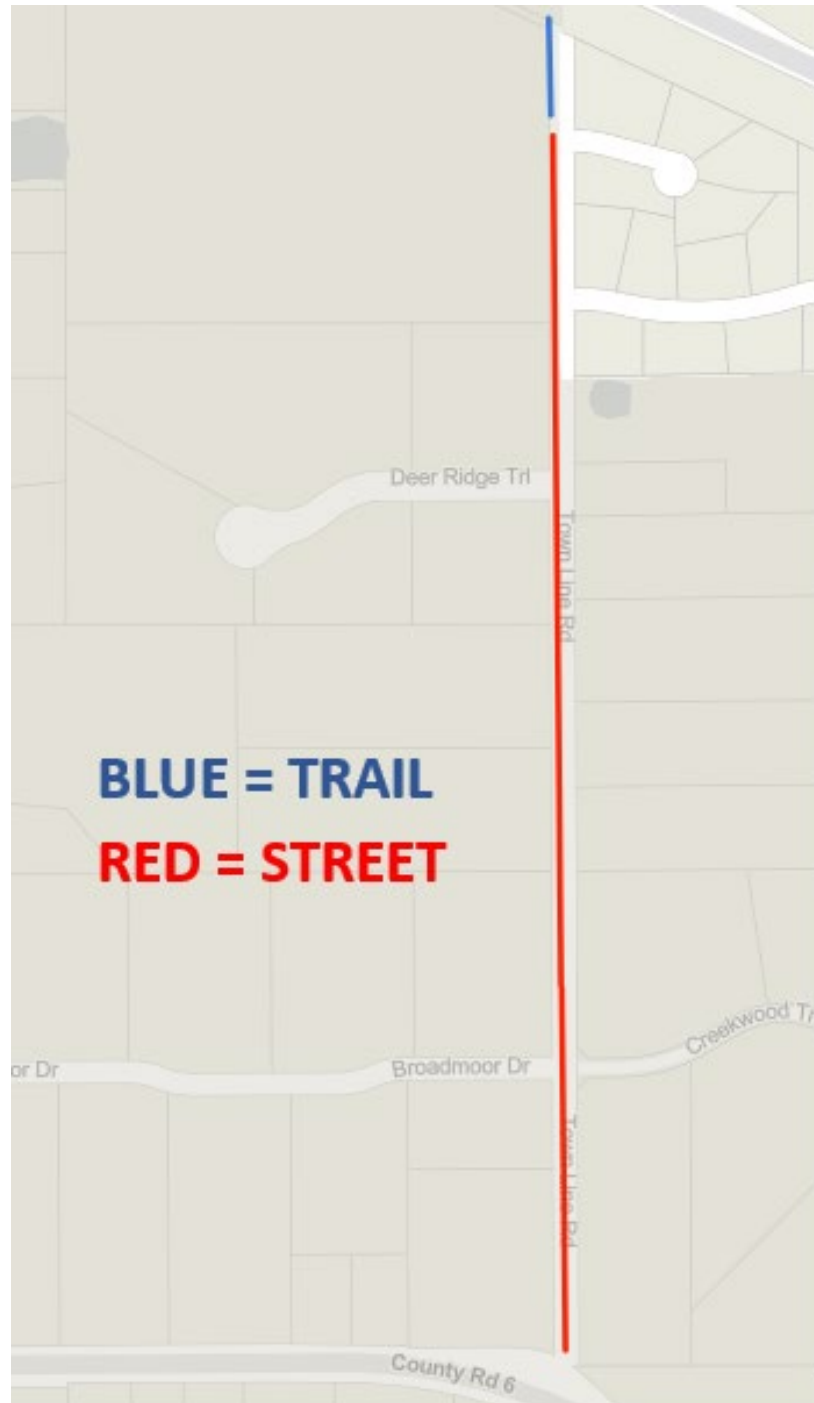 Deer Ridge Trl
Town Line Rd
BLUE = TRAIL
RED = STREET
Creekwood Tr
or Dr
Broadmoor Dr
Town Line Rd
County Rd 6